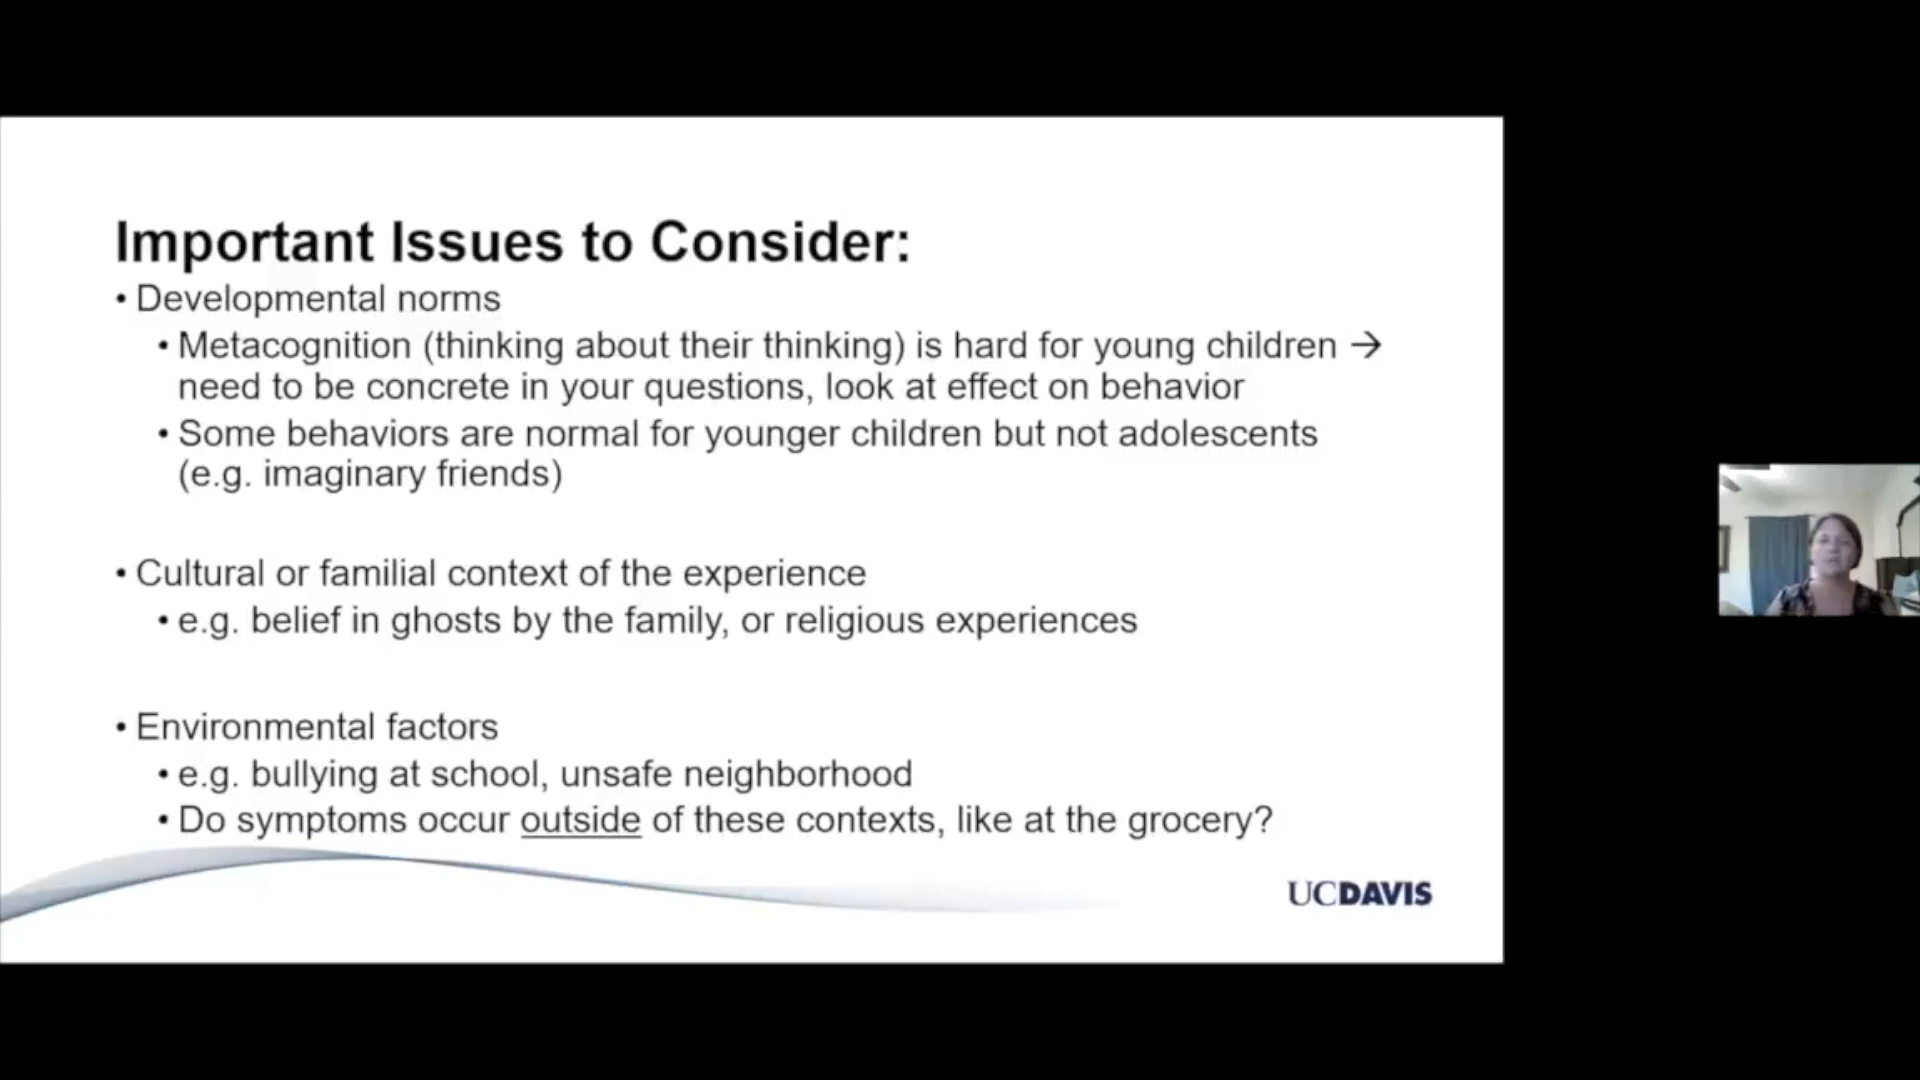 Important Issues to Consider:
• Developmental norms
• Metacognition (thinking about their thinking) is hard for young children →
need to be concrete in your questions, look at effect on behavior
• Some behaviors are normal for younger children but not adolescents
(e.g. imaginary friends)
• Cultural or familial context of the experience
• e.g. belief in ghosts by the family, or religious experiences
• Environmental factors
• e.g. bullying at school, unsafe neighborhood
• Do symptoms occur outside of these contexts, like at the grocery?
UCDAVIS